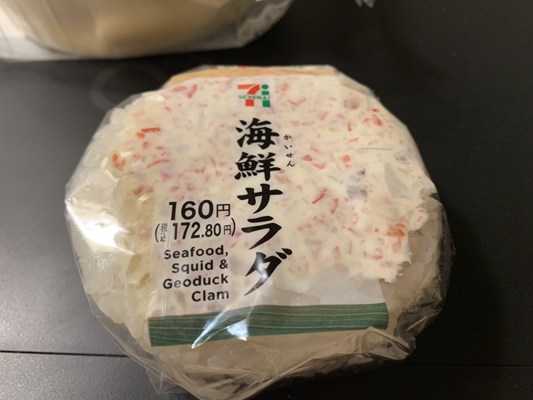 かいせん
海鮮サラダ
160円
(税込172.80円)
Seafood,
Squid &
Geoduck
Clam